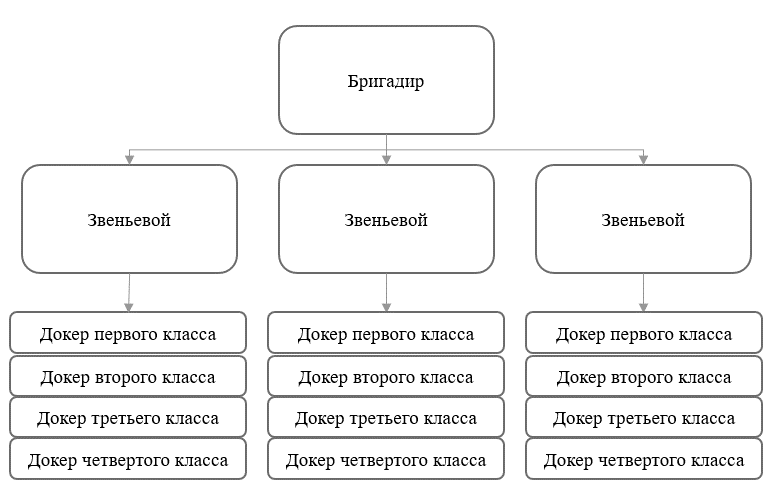 Бригадир
Звеньевой
Звеньевой
Звеньевой
Докер первого класса
Докер первого класса
Докер первого класса
Докер второго класса
Докер второго класса
Докер второго класса
Докер третьего класса
Докер третьего класса
Докер третьего класса
Докер четвертого класса
Докер четвертого класса
Докер четвертого класса